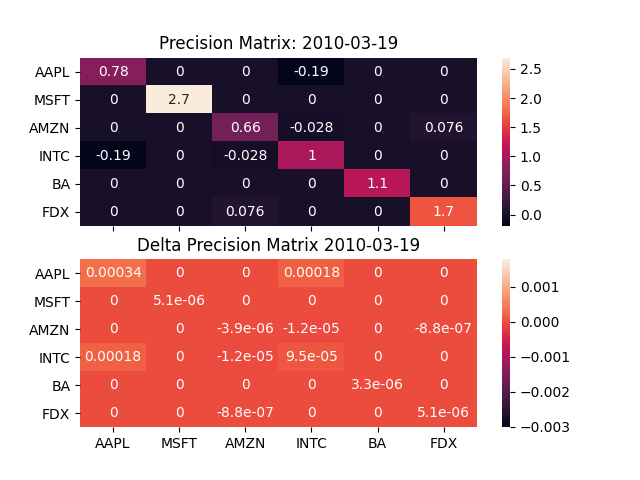 Precision Matrix: 2010-03-19
AAPL 0.78 0 0 -0.19 0 0
MSFT 0 2.7 0 0 0 0
AMZN 0 0 0.66 -0.028 0 0.076
INTC -0.19 0 -0.028 1 0 0
BA 0 0 0 0 1.1 0
FDX 0 0 0.076 0 0 1.7
2.5
2.0
1.5
1.0
0.5
0.0
Delta Precision Matrix 2010-03-19
AAPL 0.00034 0 0 0.00018 0 0
MSFT 0 5.1e-06 0 0 0 0
AMZN 0 0 -3.9e-06 -1.2e-05 0 -8.8e-07
INTC 0.00018 0 -1.2e-05 9.5e-05 0 0
BA 0 0 0 0 3.3e-06 0
FDX 0 0 -8.8e-07 0 0 5.1e-06
AAPL MSFT AMZN INTC BA FDX
0.001
0.000
-0.001
-0.002
-0.003